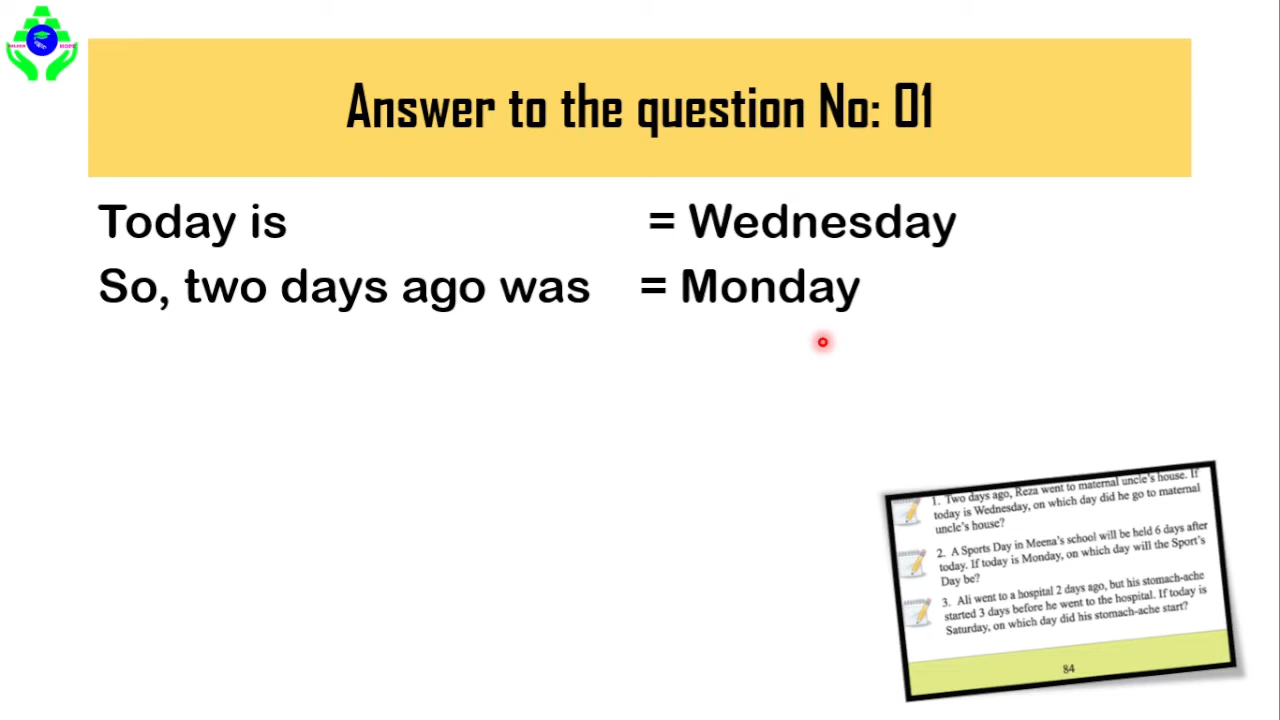 Answer to the question No: 01
Today is = Wednesday
So, two days ago was = Monday
1. Two days ago, Reza went to maternal uncle's house. If
today is Wednesday, on which day did he go to maternal
uncle's house?
2. A Sports Day in Meena's school will be held 6 days after
today. If today is Monday, on which day will the Sport's
Day be?
3. Ali went to a hospital 2 days ago, but his stomach-ache
started 3 days before he went to the hospital. If today is
Saturday, on which day did his stomach-ache start?
84